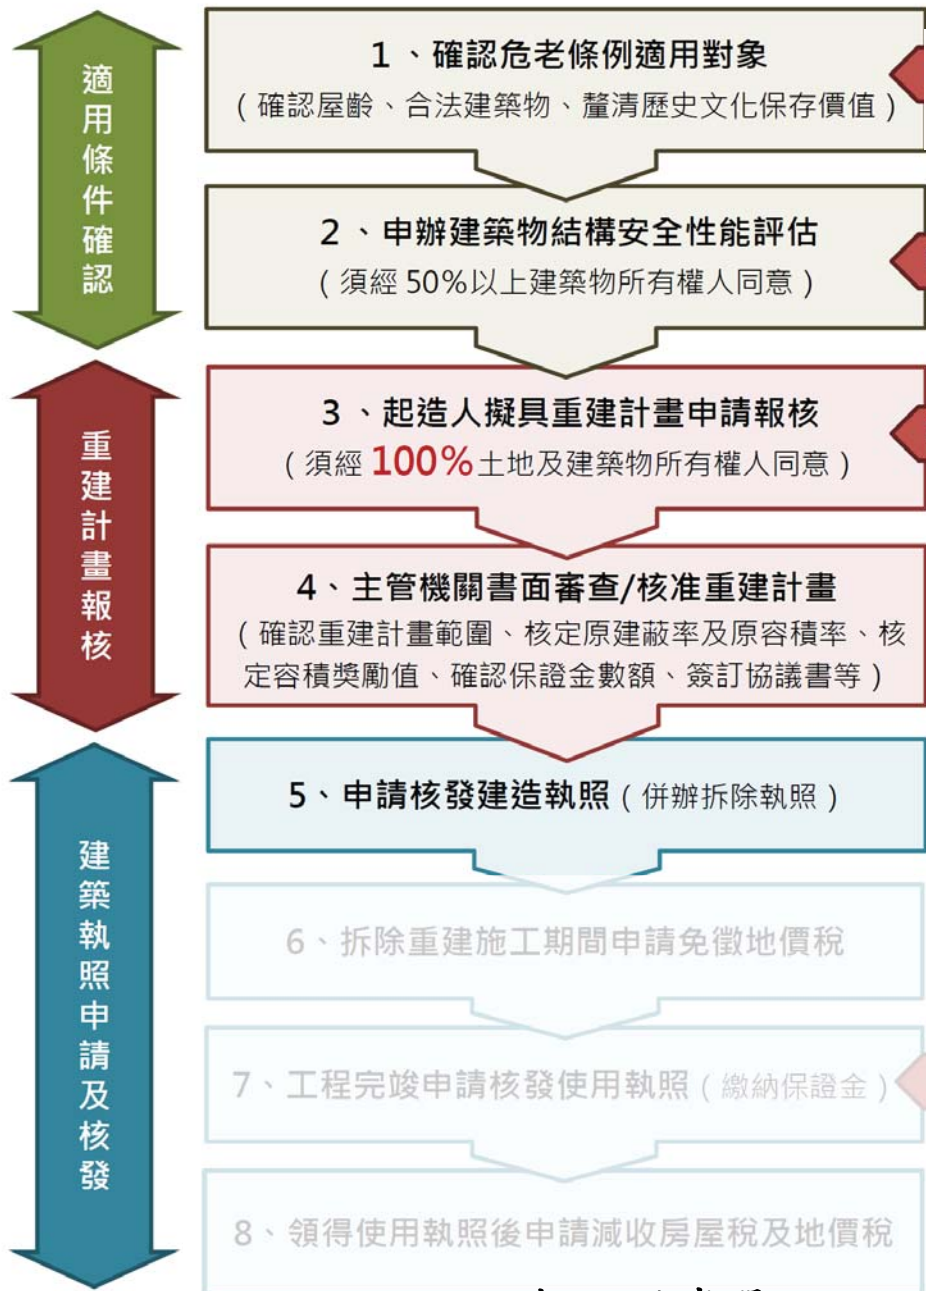 適用條件確認
1、確認危老條例適用對象
(確認屋齡、合法建築物、釐清歷史文化保存價值)
2、申辦建築物結構安全性能評估
(須經 50%以上建築物所有權人同意)
重建計畫報核
3、起造人擬具重建計畫申請報核
(須經 100%土地及建築物所有權人同意)
4、主管機關書面審查/核准重建計畫
(確認重建計畫範圍、核定原建蔽率及原容積率、核
定容積獎勵值、確認保證金數額、簽訂協議書等)
建築執照申請及核發
5、申請核發建造執照(併辦拆除執照)
6、拆除重建施工期間申請免徵地價稅
7、工程完竣申請核發使用執照(繳納保證金)
8、領得使用執照後申請減收房屋稅及地價稅